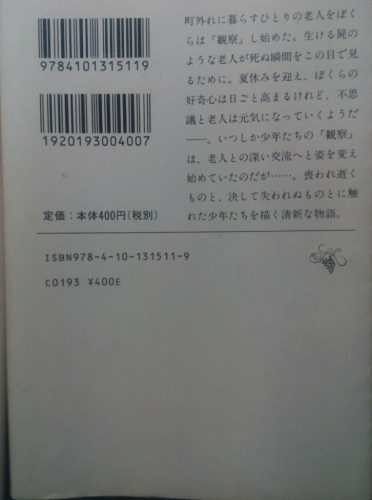 町外れに暮らすひとりの老人をぼく
らは「観察」し始めた。生ける屍の
ような老人が死ぬ瞬間をこの目で見
るために。夏休みを迎え、ぼくらの
好奇心は日ごと高まるけれど、不思
議と老人は元気になっていくようだ
――。いつしか少年たちの「観察」
は、老人との深い交流へと姿を変え
始めていたのだが……。喪われ逝く
ものと、決して失われぬものとに触
れた少年たちを描く清新な物語。
9784101315119
1920193004007
定価：本体400円(税別)
ISBN978-4-10-131511-9
C0193 ¥400E